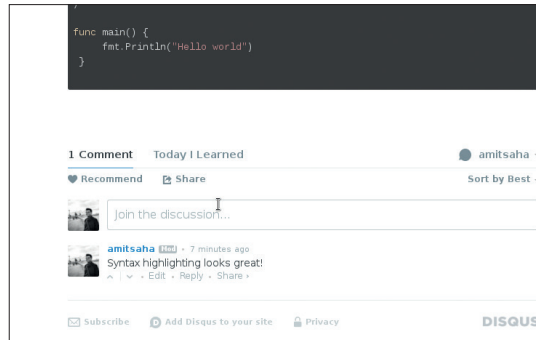 func main() {
fmt.Println("Hello world")
}
1 Comment Today I Learned amitsaha
Recommend Share Sort by Best
Join the discussion...
amitsaha Mod • 7 minutes ago
Syntax highlighting looks great!
• Edit • Reply • Share ›
Subscribe Add Disqus to your site Privacy DISQUS